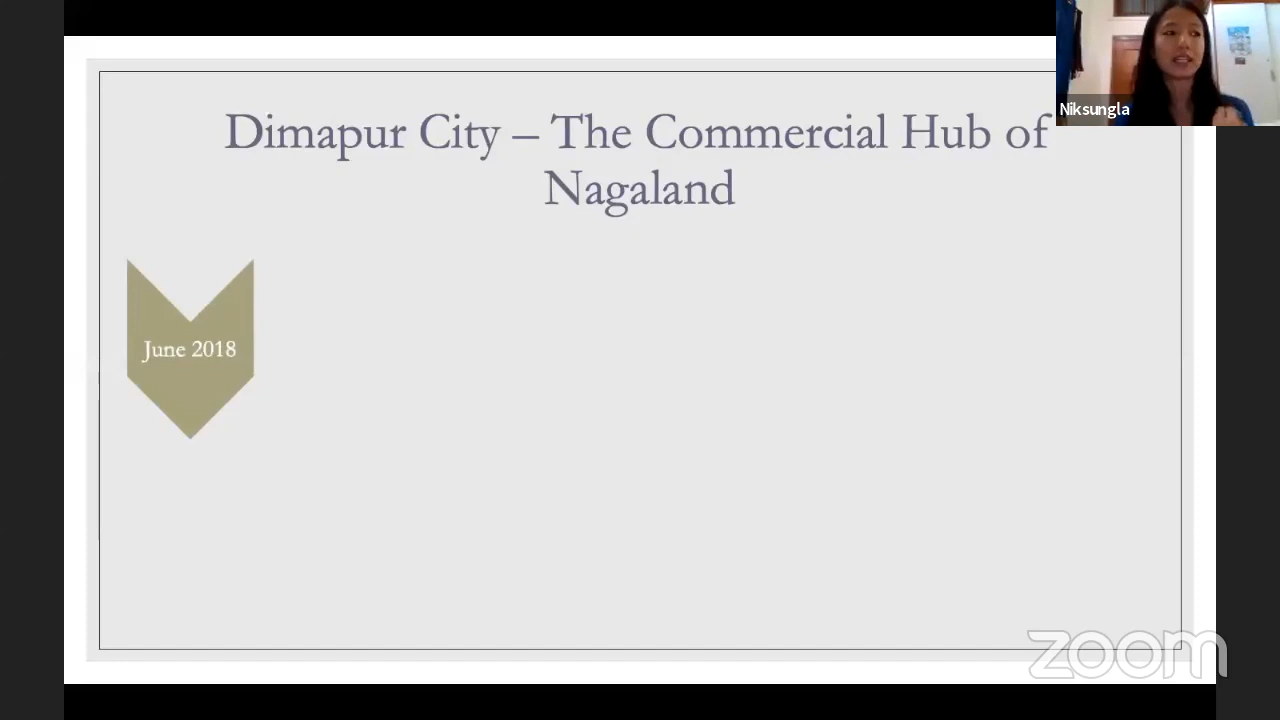 Niksungla
Dimapur City – The Commercial Hub of
Nagaland
June 2018
zoom